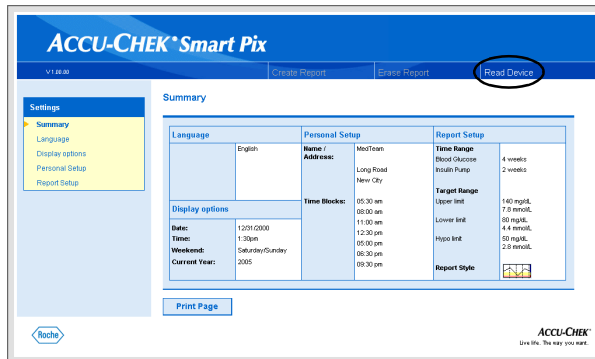 ACCU-CHEK® Smart Pix
V 1.00.00
Create Report
Erase Report
Read Device
Settings
Summary
Language
Display options
Personal Setup
Report Setup
Summary
Language
English
Display options
Date: 12/31/2000
Time: 1:30pm
Weekend: Saturday/Sunday
Current Year: 2005
Personal Setup
Name / Address: MedTeam
Long Road
New City
Time Blocks: 05:30 am
08:00 am
11:00 am
12:30 pm
05:00 pm
06:30 pm
09:30 pm
Report Setup
Time Range
Blood Glucose 4 weeks
Insulin Pump 2 weeks
Target Range
Upper limit 140 mg/dL
7.8 mmol/L
Lower limit 80 mg/dL
4.4 mmol/L
Hypo limit 50 mg/dL
2.8 mmol/L
Report Style
Print Page
Roche
ACCU-CHEK®
Live life. The way you want.